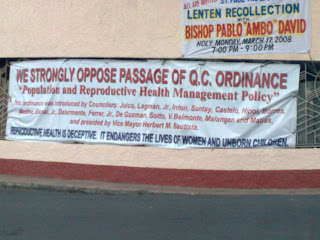 LENTEN RECOLLECTION
WITH
BISHOP PABLO "AMBO" DAVID
HOLY MONDAY, MARCH 17, 2008
7:00 PM - 9:00 PM
WE STRONGLY OPPOSE PASSAGE OF Q.C. ORDINANCE
"Population and Reproductive Health Management Policy"
This ordinance was introduced by Councilors: Juico, Lagman, Jr., Inton, Suntay, Castelo,
Medina, Jr., Delarmente, Ferrer, Jr., De Guzman, Sotto, V. Belmonte, Malangen and Matias,
and presided by Vice Mayor Herbert M. Bautista.
REPRODUCTIVE HEALTH IS DECEPTIVE. IT ENDANGERS THE LIVES OF WOMEN AND UNBORN CHILDREN.